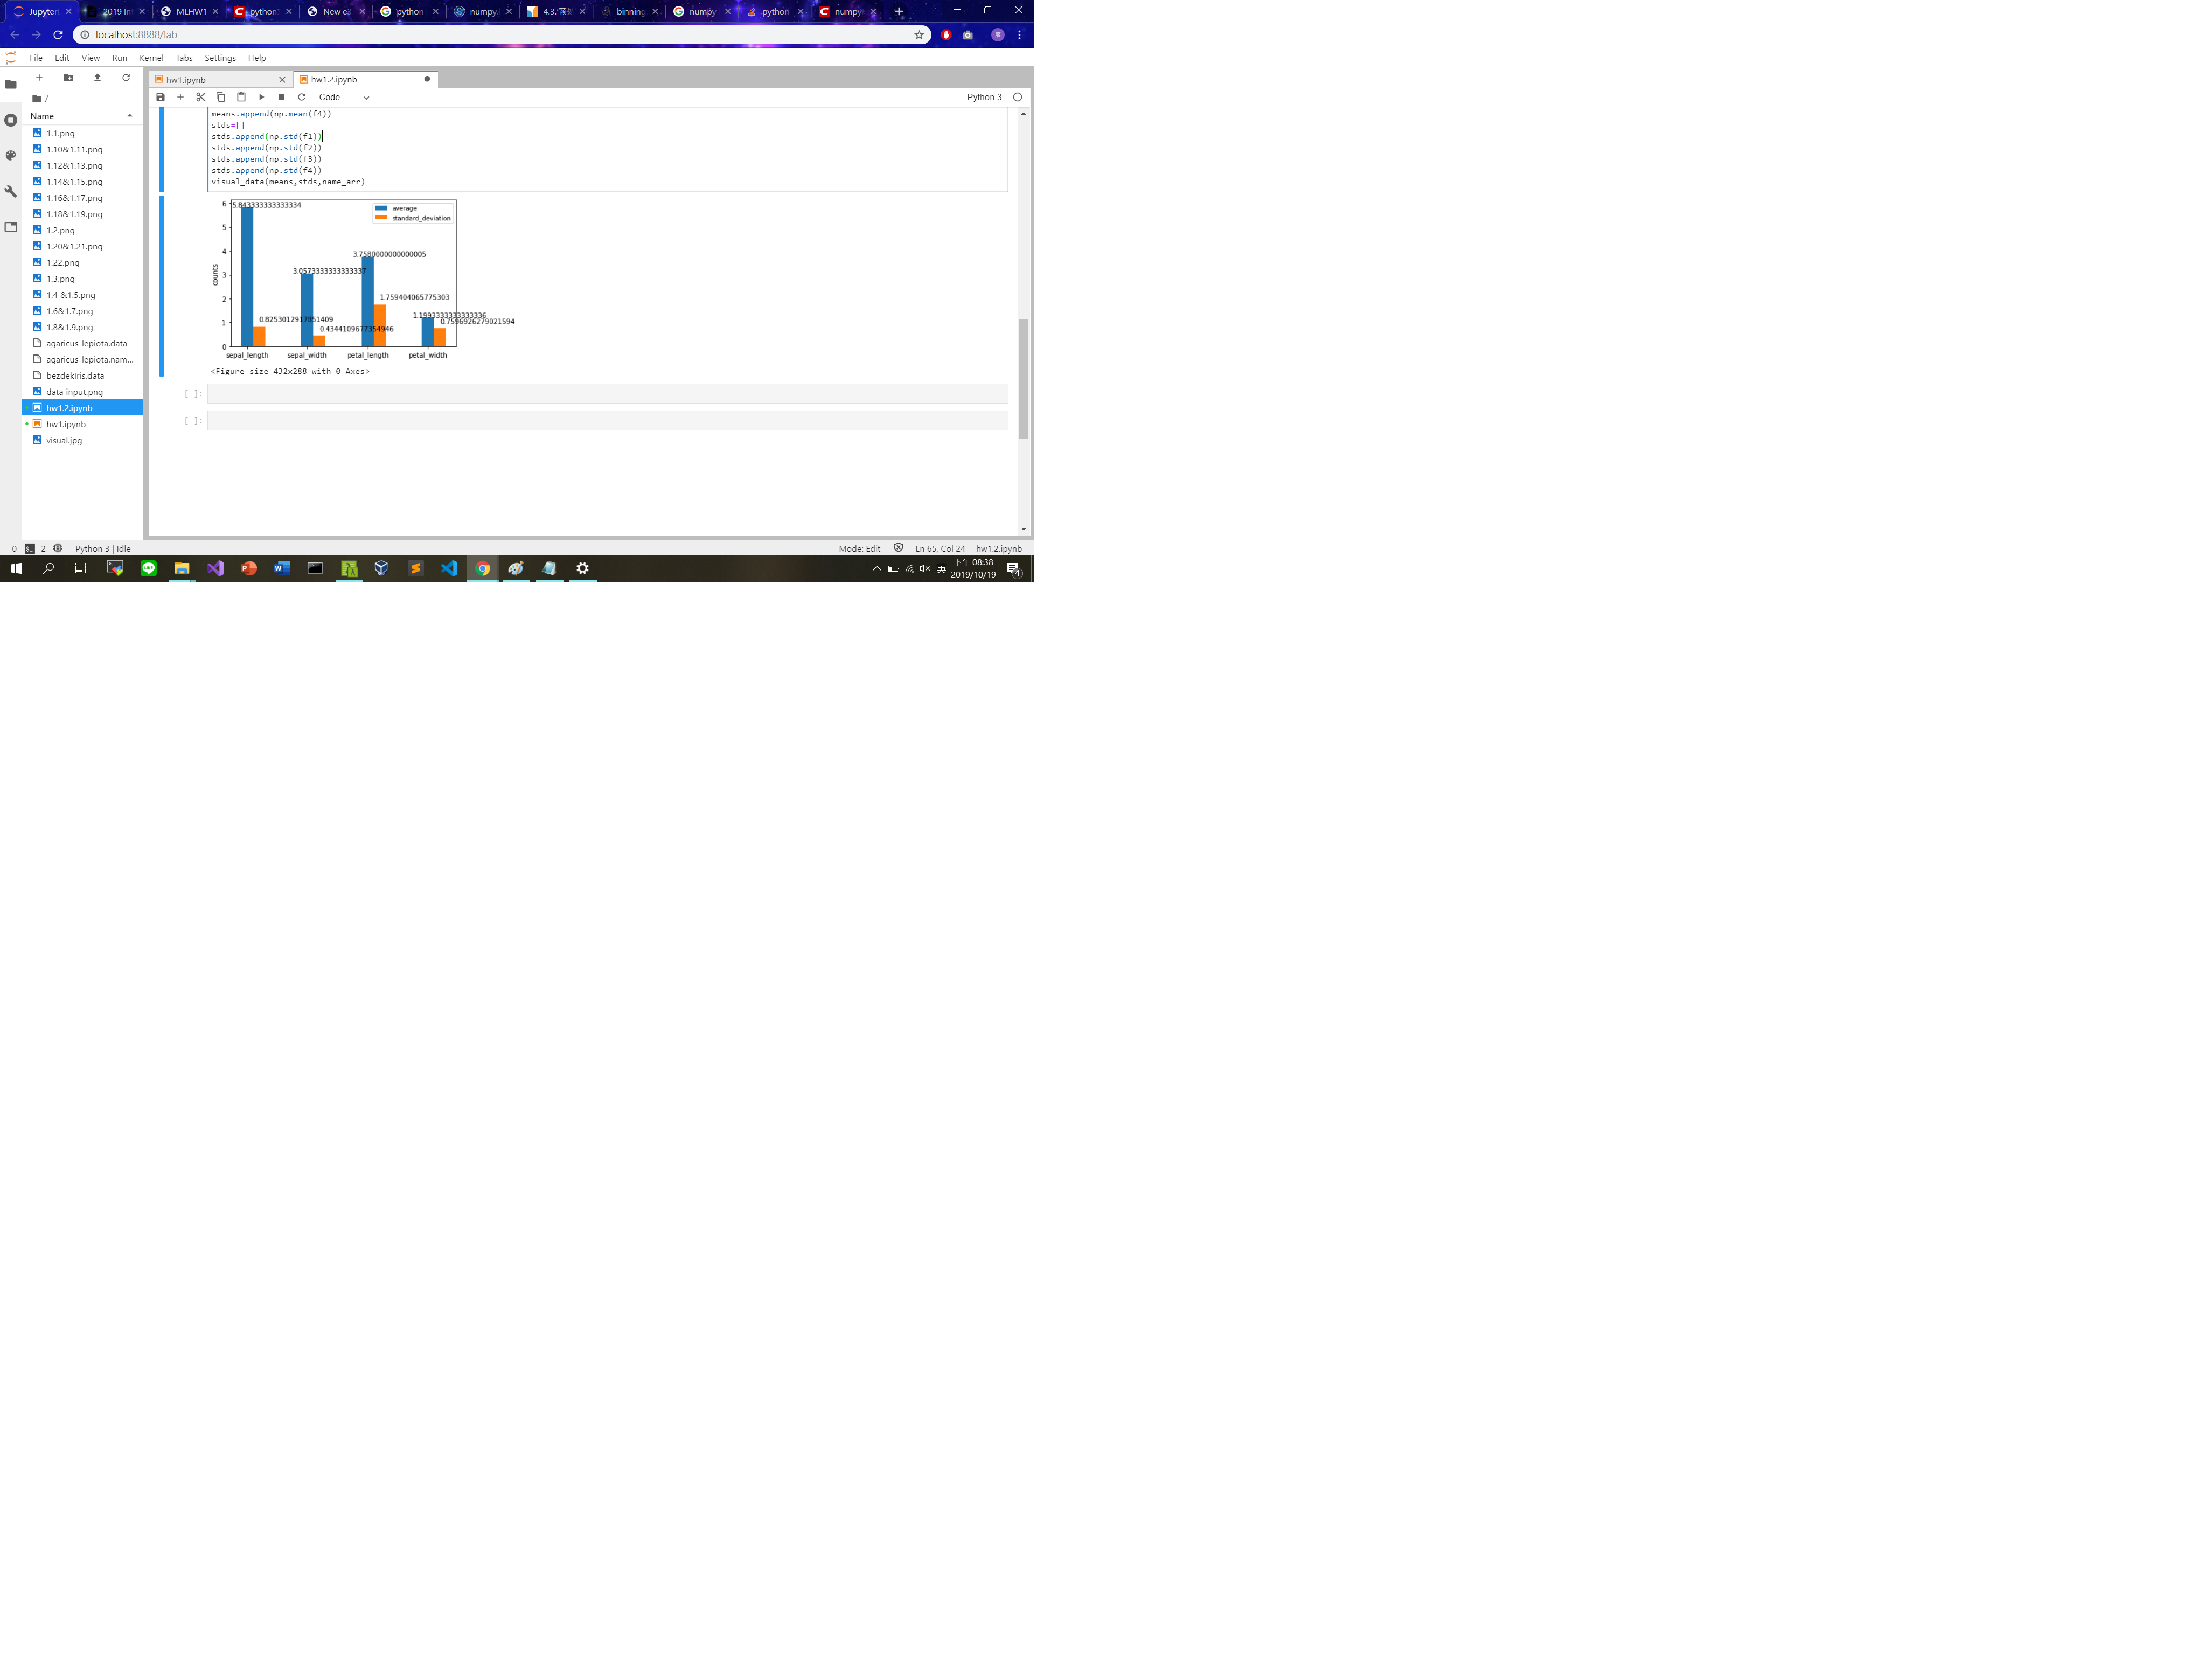 Jupyter
2019 Int
MLHW1
python
New e3
python
numpy.
4.3. 预处
binning
numpy
python
numpy
localhost:8888/lab
File Edit View Run Kernel Tabs Settings Help
hw1.ipynb
hw1.2.ipynb
Code
Python 3
/
Name
1.1.png
1.10&1.11.png
1.12&1.13.png
1.14&1.15.png
1.16&1.17.png
1.18&1.19.png
1.2.png
1.20&1.21.png
1.22.png
1.3.png
1.4 &1.5.png
1.6&1.7.png
1.8&1.9.png
agaricus-lepiota.data
agaricus-lepiota.nam...
bezdekIris.data
data input.png
hw1.2.ipynb
hw1.ipynb
visual.jpg
means.append(np.mean(f4))
stds=[]
stds.append(np.std(f1))
stds.append(np.std(f2))
stds.append(np.std(f3))
stds.append(np.std(f4))
visual_data(means,stds,name_arr)
6
5
4
3
2
1
0
counts
average
standard_deviation
5.843333333333334
0.8253012917851409
3.0573333333333337
0.4344109677354946
3.7580000000000005
1.759404065775303
1.1993333333333336
0.7596926279021594
sepal_length sepal_width petal_length petal_width
<Figure size 432x288 with 0 Axes>
[ ]:
[ ]:
0 2 Python 3 | Idle
Mode: Edit Ln 65, Col 24 hw1.2.ipynb
英
下午 08:38
2019/10/19
4